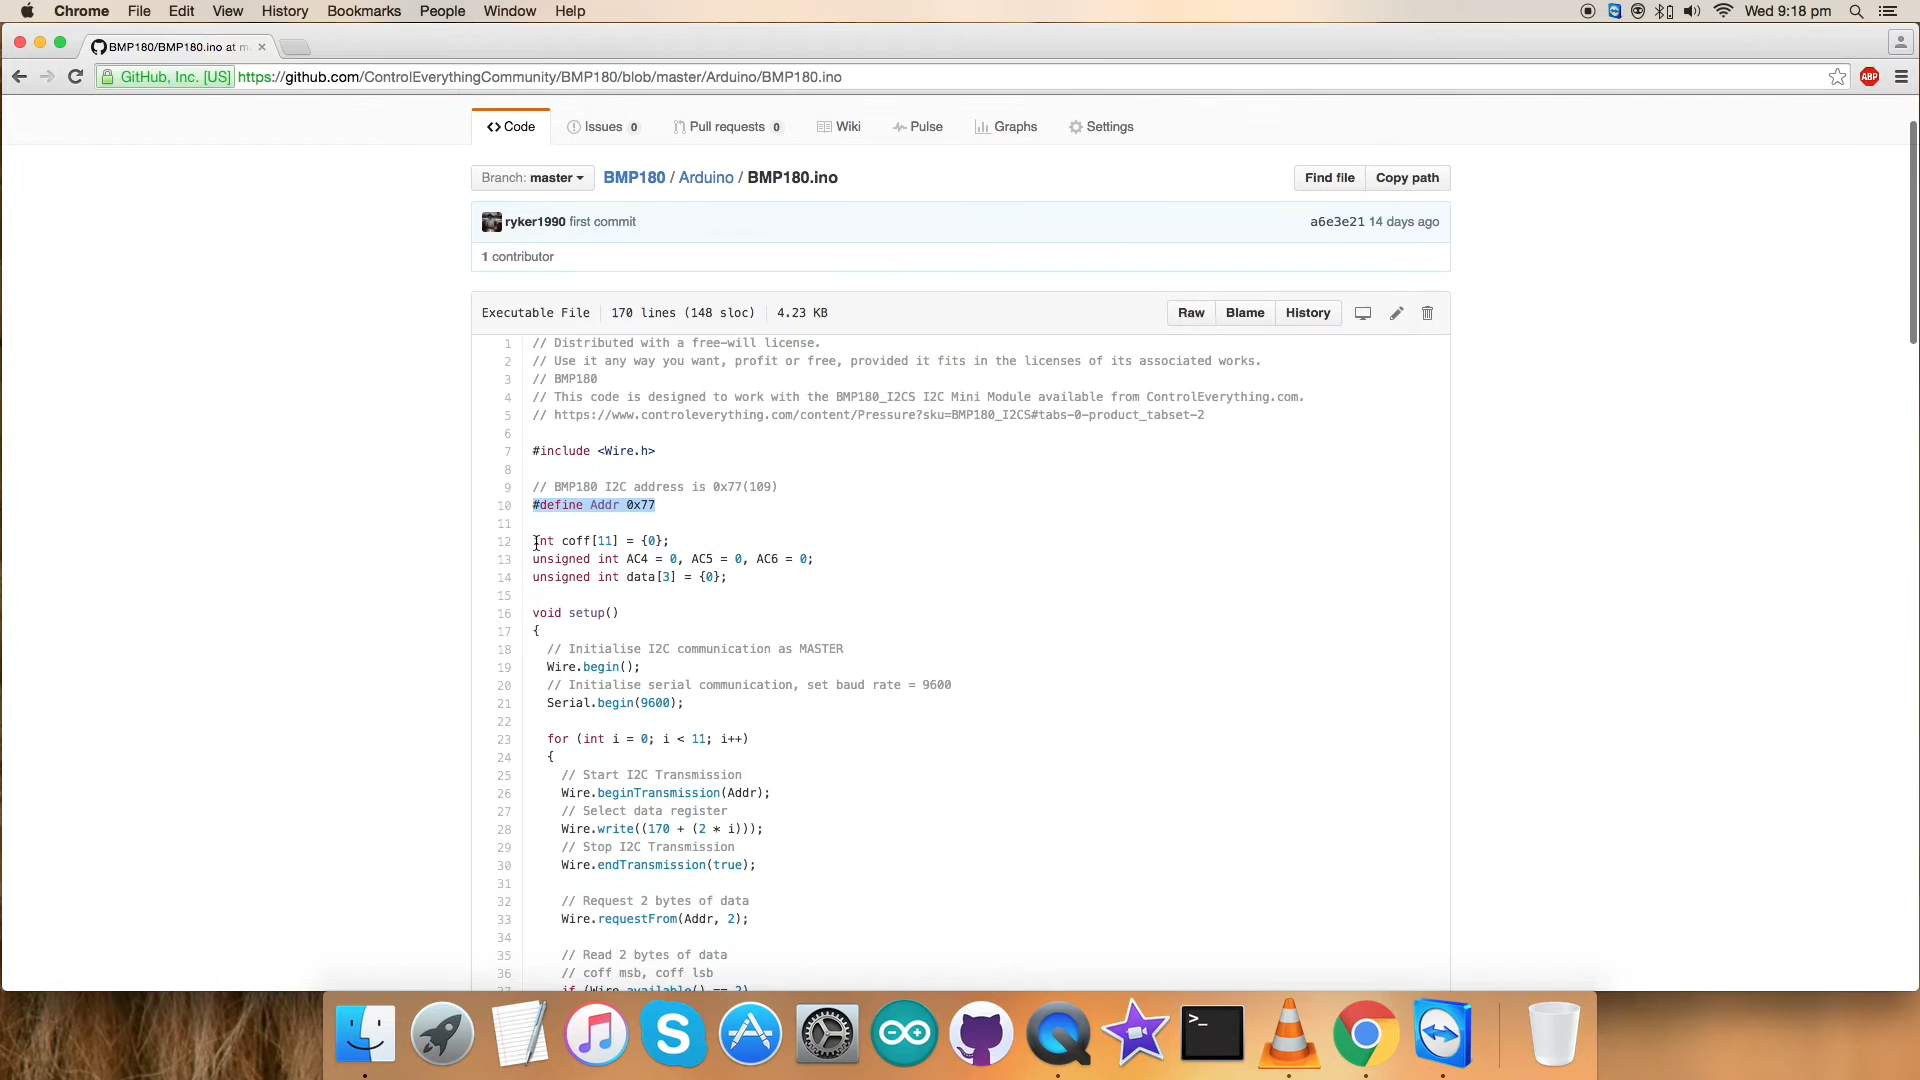 Chrome File Edit View History Bookmarks People Window Help Wed 9:18 pm
BMP180/BMP180.ino at m
GitHub, Inc. [US] https://github.com/ControlEverythingCommunity/BMP180/blob/master/Arduino/BMP180.ino ABP
Code Issues 0 Pull requests 0 Wiki Pulse Graphs Settings
Branch: master BMP180 / Arduino / BMP180.ino Find file Copy path
ryker1990 first commit a6e3e21 14 days ago
1 contributor
Executable File 170 lines (148 sloc) 4.23 KB Raw Blame History
1 // Distributed with a free-will license.
2 // Use it any way you want, profit or free, provided it fits in the licenses of its associated works.
3 // BMP180
4 // This code is designed to work with the BMP180_I2CS I2C Mini Module available from ControlEverything.com.
5 // https://www.controleverything.com/content/Pressure?sku=BMP180_I2CS#tabs-0-product_tabset-2
6
7 #include <Wire.h>
8
9 // BMP180 I2C address is 0x77(109)
10 #define Addr 0x77
11
12 int coff[11] = {0};
13 unsigned int AC4 = 0, AC5 = 0, AC6 = 0;
14 unsigned int data[3] = {0};
15
16 void setup()
17 {
18 // Initialise I2C communication as MASTER
19 Wire.begin();
20 // Initialise serial communication, set baud rate = 9600
21 Serial.begin(9600);
22
23 for (int i = 0; i < 11; i++)
24 {
25 // Start I2C Transmission
26 Wire.beginTransmission(Addr);
27 // Select data register
28 Wire.write((170 + (2 * i)));
29 // Stop I2C Transmission
30 Wire.endTransmission(true);
31
32 // Request 2 bytes of data
33 Wire.requestFrom(Addr, 2);
34
35 // Read 2 bytes of data
36 // coff msb, coff lsb
37 if (Wire.available() == 2)